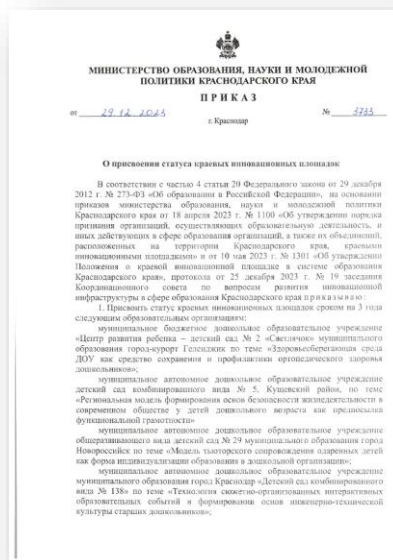 МИНИСТЕРСТВО ОБРАЗОВАНИЯ, НАУКИ И МОЛОДЕЖНОЙ
ПОЛИТИКИ КРАСНОДАРСКОГО КРАЯ
ПРИКАЗ
от 29.12.2023 № 3733
г. Краснодар
О присвоении статуса краевых инновационных площадок
В соответствии с частью 4 статьи 20 Федерального закона от 29 декабря
2012 г. № 273-ФЗ «Об образовании в Российской Федерации», на основании
приказов министерства образования, науки и молодежной политики
Краснодарского края от 18 апреля 2023 г. № 1100 «Об утверждении порядка
признания организаций, осуществляющих образовательную деятельность, и
иных действующих в сфере образования организаций, а также их объединений,
расположенных на территории Краснодарского края, краевыми
инновационными площадками» и от 10 мая 2023 г. № 1301 «Об утверждении
Положения о краевой инновационной площадке в системе образования
Краснодарского края», протокола от 25 декабря 2023 г. № 19 заседания
Координационного совета по вопросам развития инновационной
инфраструктуры в сфере образования Краснодарского края приказываю:
1. Присвоить статус краевых инновационных площадок сроком на 3 года
следующим образовательным организациям:
муниципальное бюджетное дошкольное образовательное учреждение
«Центр развития ребенка – детский сад № 2 «Светлячок» муниципального
образования город-курорт Геленджик по теме «Здоровьесберегающая среда
ДОУ как средство сохранения и профилактики ортопедического здоровья
дошкольников»;
муниципальное автономное дошкольное образовательное учреждение
детский сад комбинированного вида № 5, Кущевский район, по теме
«Региональная модель формирования основ безопасности жизнедеятельности в
современном обществе у детей дошкольного возраста как предпосылка
функциональной грамотности»
муниципальное автономное дошкольное образовательное учреждение
общеразвивающего вида детский сад № 29 муниципального образования город
Новороссийск по теме «Модель тьюторского сопровождения одаренных детей
как форма индивидуализации образования в дошкольной организации»;
муниципальное автономное дошкольное образовательное учреждение
муниципального образования город Краснодар «Детский сад комбинированного
вида № 138» по теме «Технология сюжетно-организованных интерактивных
образовательных событий в формировании основ инженерно-технической
культуры старших дошкольников»;